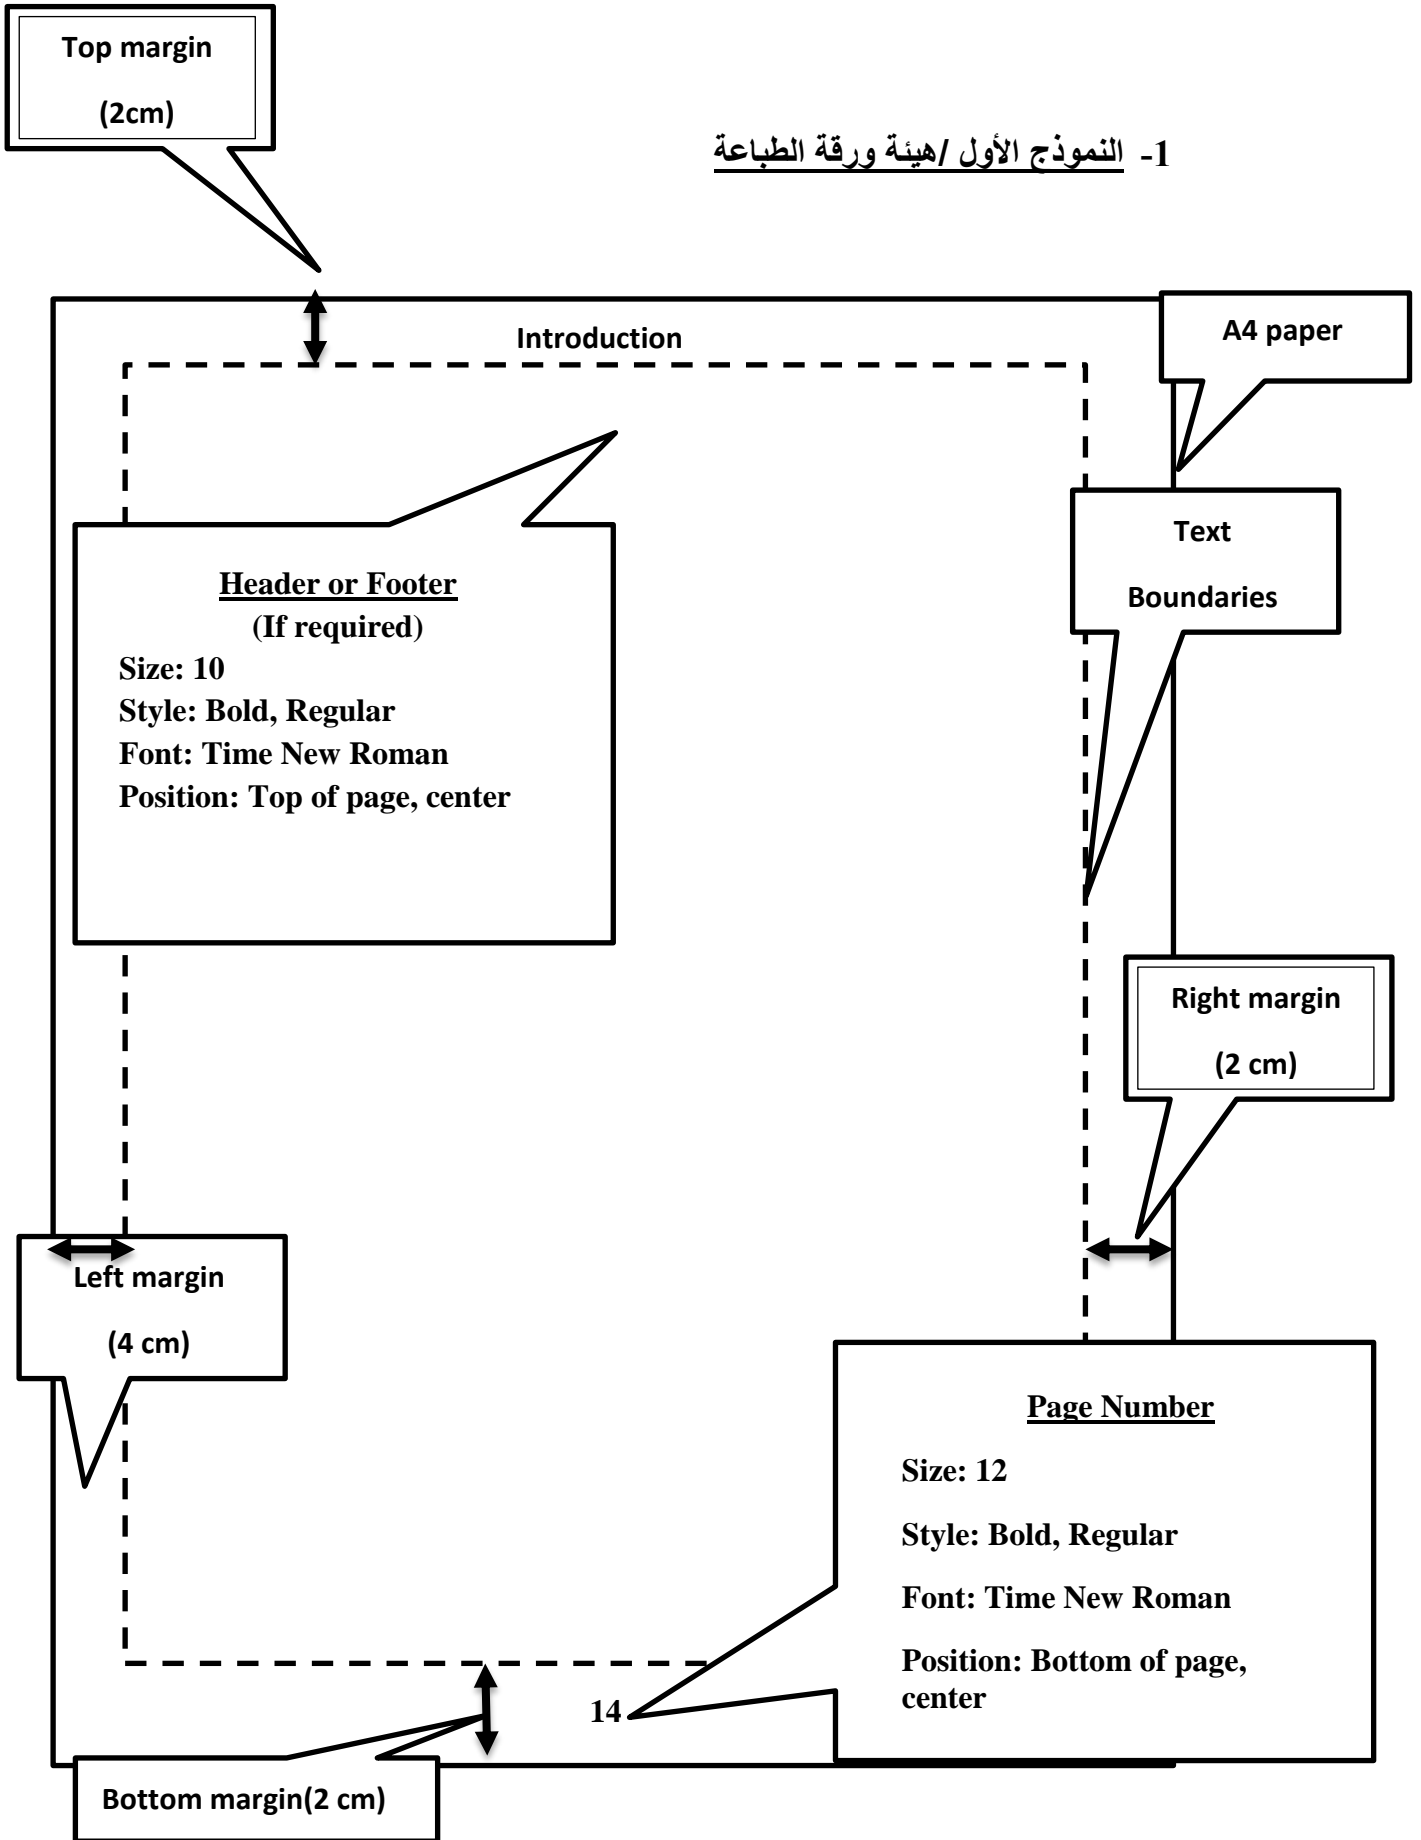 Top margin
(2cm)
1- النموذج الأول /هيئة ورقة الطباعة
Introduction
A4 paper
Text
Boundaries
Header or Footer
(If required)
Size: 10
Style: Bold, Regular
Font: Time New Roman
Position: Top of page, center
Right margin
(2 cm)
Left margin
(4 cm)
Page Number
Size: 12
Style: Bold, Regular
Font: Time New Roman
Position: Bottom of page,
center
14
Bottom margin(2 cm)